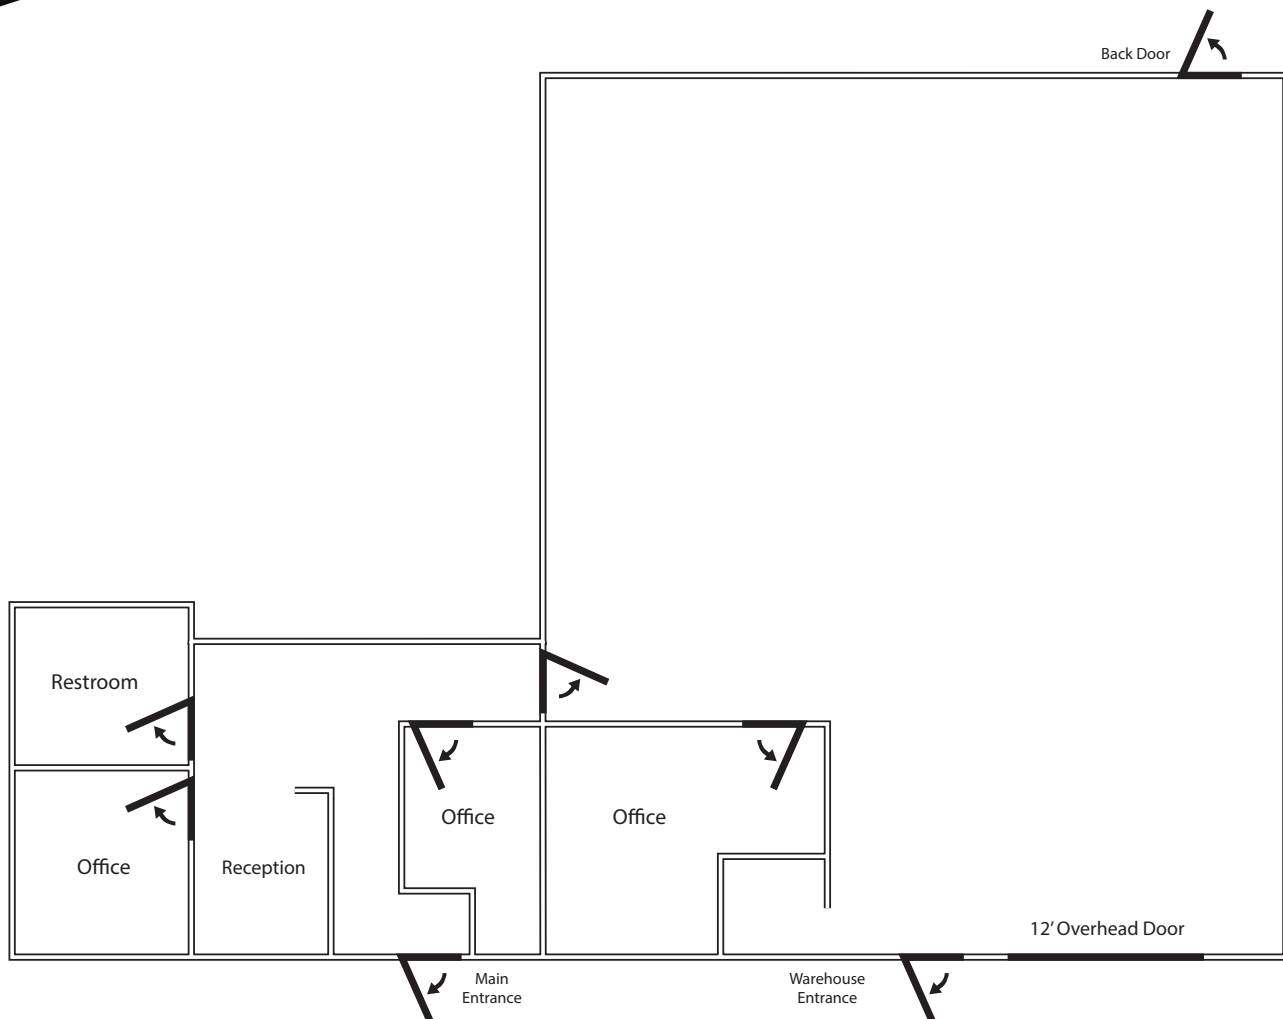 Back Door
Restroom
Office
Office
Office
Reception
12' Overhead Door
Main
Entrance
Warehouse
Entrance